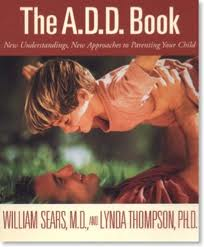 The A.D.D. Book
New Understandings, New Approaches to Parenting Your Child
WILLIAM SEARS, M.D., AND LYNDA THOMPSON, PH.D.